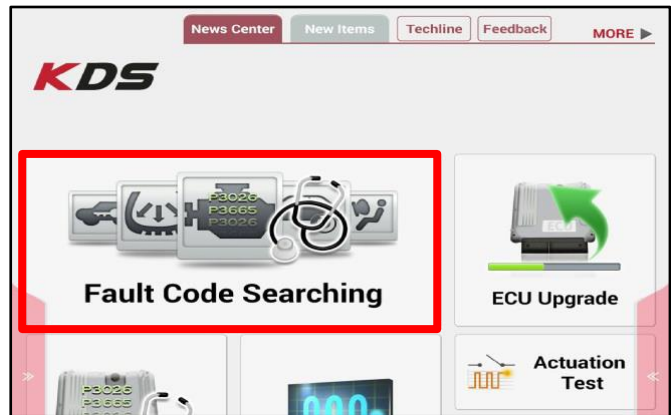 News Center
New Items
Techline
Feedback
MORE
KDS
P3026
P3665
P3026
Fault Code Searching
ECU
ECU Upgrade
P3026
P3665
Actuation
Test